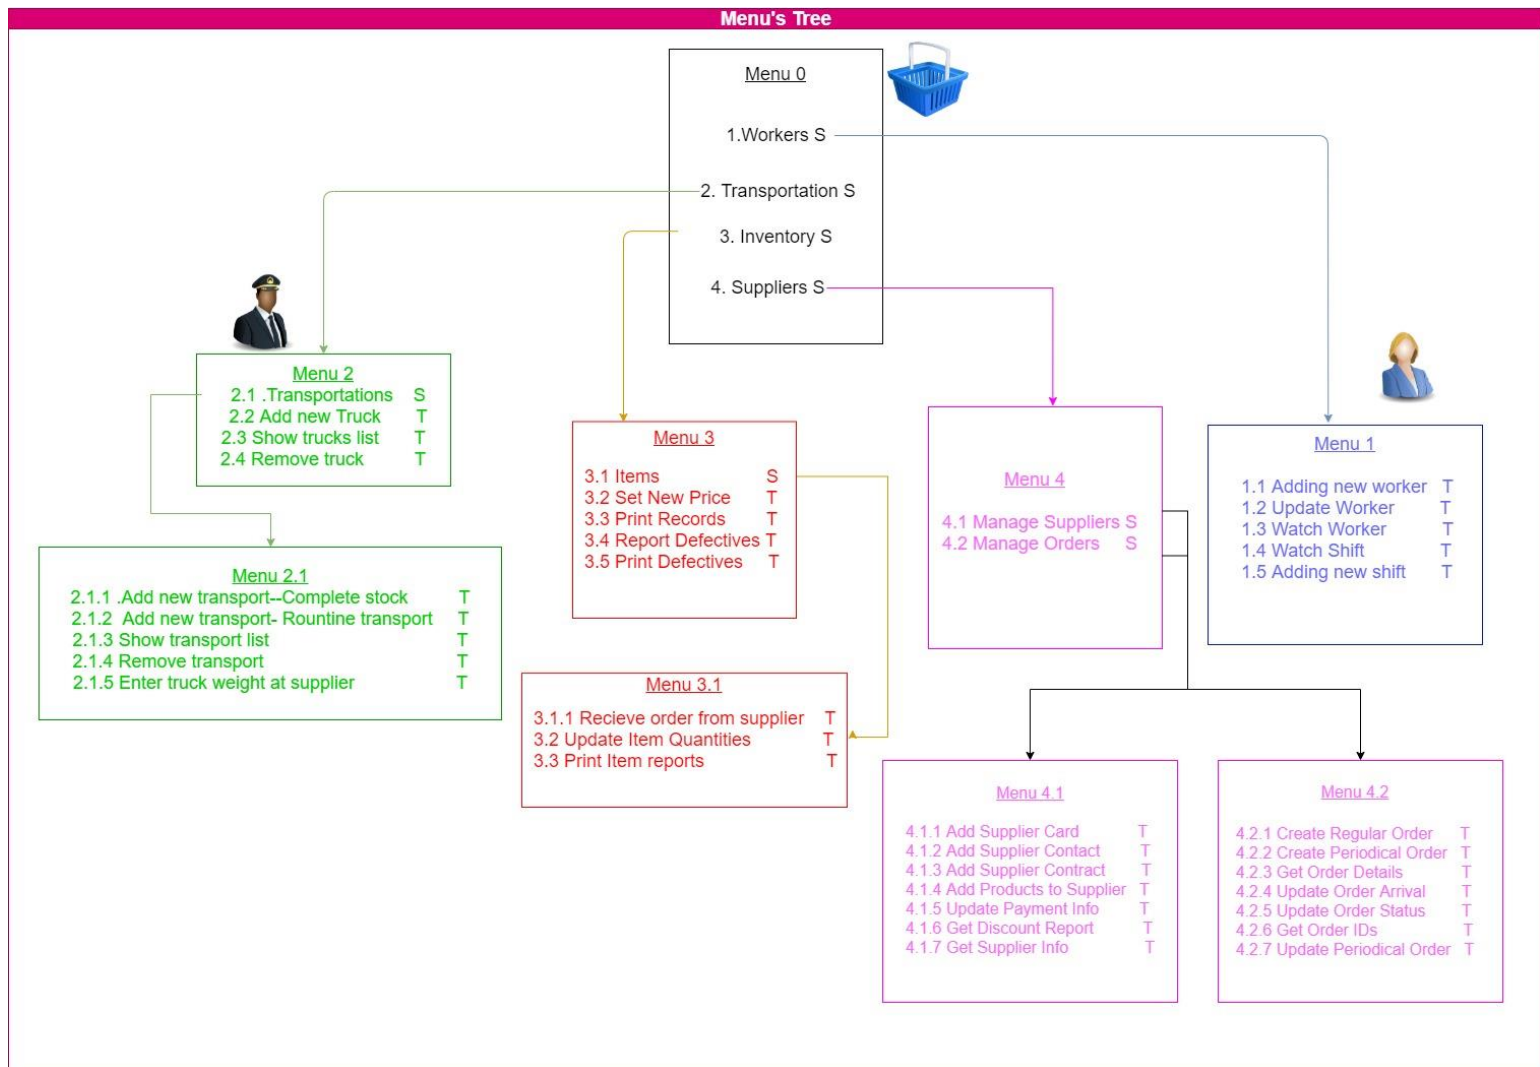 Menu's Tree
Menu 0
1.Workers S
2. Transportation S
3. Inventory S
4. Suppliers S
Menu 2
2.1 .Transportations S
2.2 Add new Truck T
2.3 Show trucks list T
2.4 Remove truck T
Menu 2.1
2.1.1 .Add new transport--Complete stock T
2.1.2 Add new transport- Rountine transport T
2.1.3 Show transport list T
2.1.4 Remove transport T
2.1.5 Enter truck weight at supplier T
Menu 3
3.1 Items S
3.2 Set New Price T
3.3 Print Records T
3.4 Report Defectives T
3.5 Print Defectives T
Menu 3.1
3.1.1 Recieve order from supplier T
3.2 Update Item Quantities T
3.3 Print Item reports T
Menu 4
4.1 Manage Suppliers S
4.2 Manage Orders S
Menu 1
1.1 Adding new worker T
1.2 Update Worker T
1.3 Watch Worker T
1.4 Watch Shift T
1.5 Adding new shift T
Menu 4.1
4.1.1 Add Supplier Card T
4.1.2 Add Supplier Contact T
4.1.3 Add Supplier Contract T
4.1.4 Add Products to Supplier T
4.1.5 Update Payment Info T
4.1.6 Get Discount Report T
4.1.7 Get Supplier Info T
Menu 4.2
4.2.1 Create Regular Order T
4.2.2 Create Periodical Order T
4.2.3 Get Order Details T
4.2.4 Update Order Arrival T
4.2.5 Update Order Status T
4.2.6 Get Order IDs T
4.2.7 Update Periodical Order T